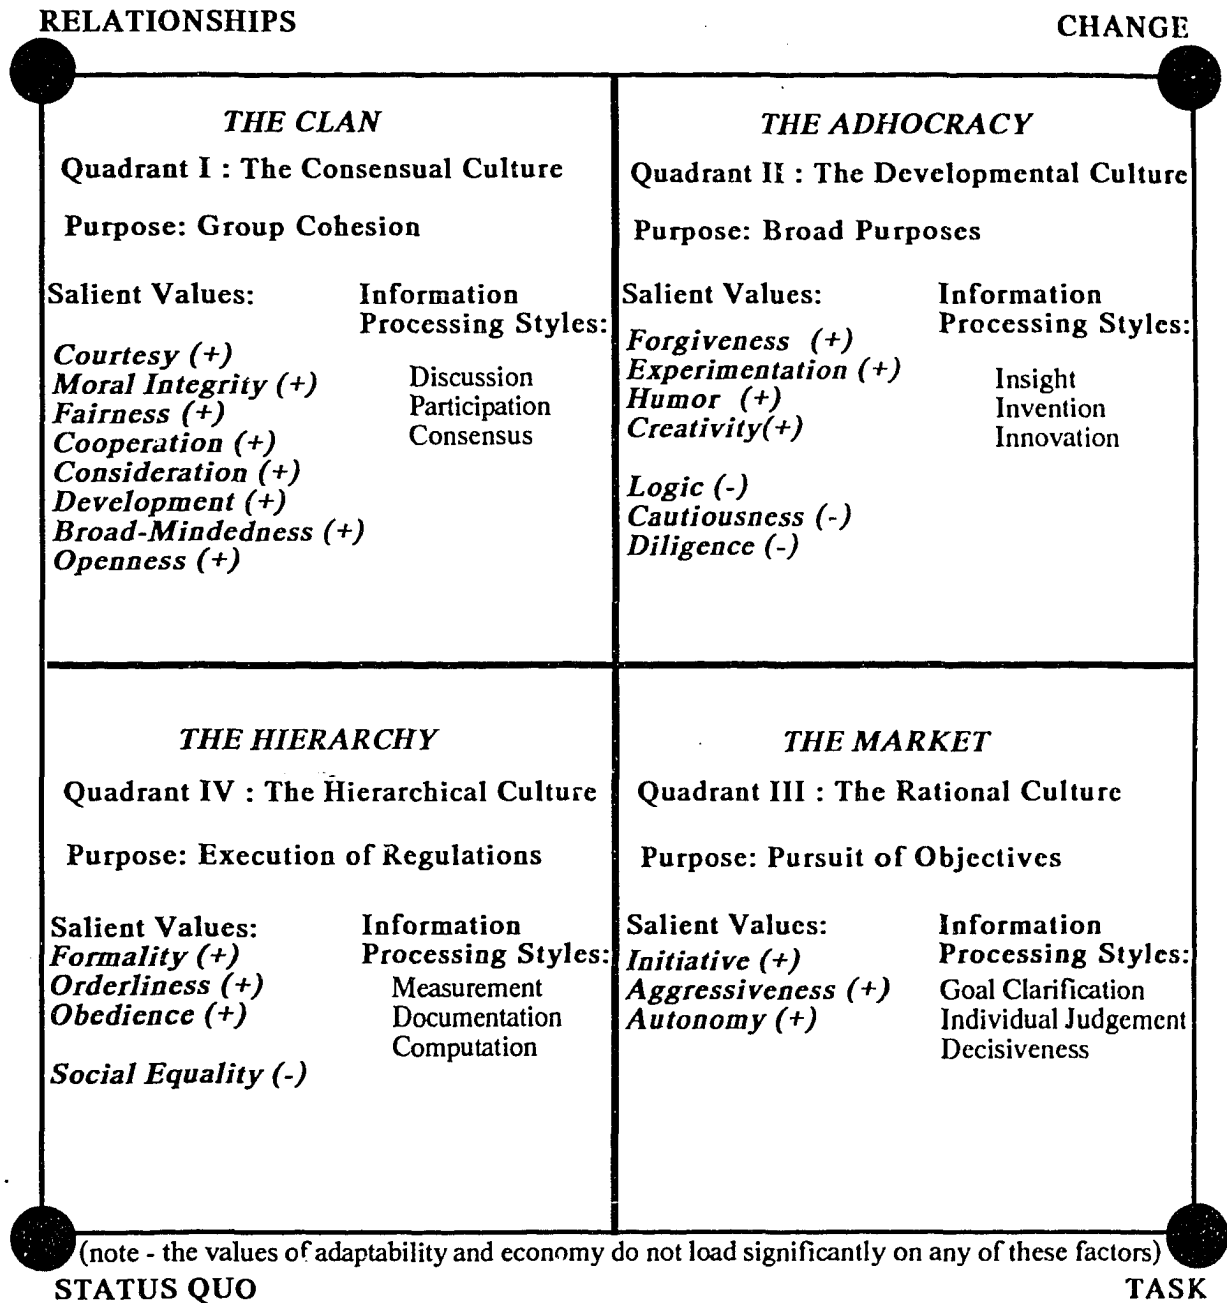 RELATIONSHIPS
CHANGE
THE CLAN
Quadrant I : The Consensual Culture
Purpose: Group Cohesion
Salient Values:
Courtesy (+)
Moral Integrity (+)
Fairness (+)
Cooperation (+)
Consideration (+)
Development (+)
Broad-Mindedness (+)
Openness (+)
Information
Processing Styles:
Discussion
Participation
Consensus
THE ADHOCRACY
Quadrant II : The Developmental Culture
Purpose: Broad Purposes
Salient Values:
Forgiveness (+)
Experimentation (+)
Humor (+)
Creativity(+)
Logic (-)
Cautiousness (-)
Diligence (-)
Information
Processing Styles:
Insight
Invention
Innovation
THE HIERARCHY
Quadrant IV : The Hierarchical Culture
Purpose: Execution of Regulations
Salient Values:
Formality (+)
Orderliness (+)
Obedience (+)
Social Equality (-)
Information
Processing Styles:
Measurement
Documentation
Computation
THE MARKET
Quadrant III : The Rational Culture
Purpose: Pursuit of Objectives
Salient Values:
Initiative (+)
Aggressiveness (+)
Autonomy (+)
Information
Processing Styles:
Goal Clarification
Individual Judgement
Decisiveness
(note - the values of adaptability and economy do not load significantly on any of these factors)
STATUS QUO
TASK